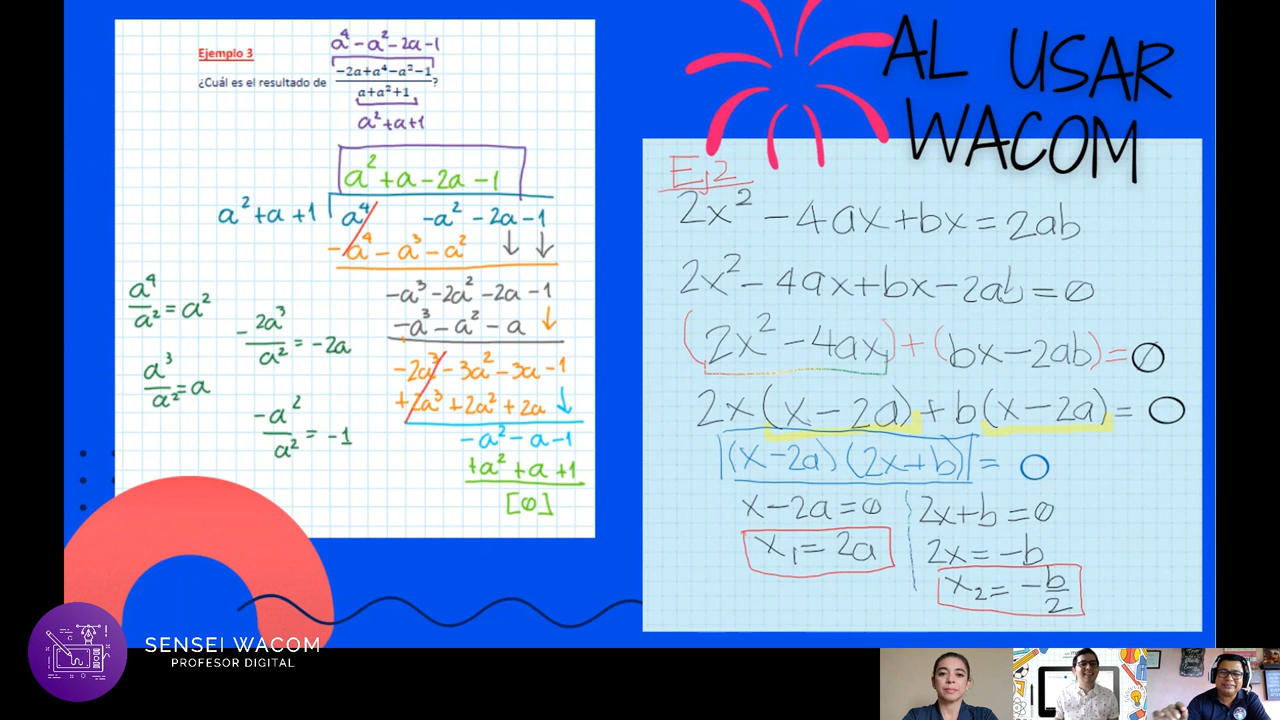 Ejemplo 3
a⁴ - a² - 2a - 1
¿Cuál es el resultado de (-2a+a⁴-a²-1)/(a+a²+1)?
a² + a + 1
a² + a - 2a - 1
a² + a + 1 a⁴ -a² - 2a - 1
-a⁴ - a³ - a² ↓ ↓
-a³ - 2a² - 2a - 1
-a³ - a² - a ↓
-2a³ - 3a² - 3a - 1
+2a³ + 2a² + 2a ↓
-a² - a - 1
+a² + a + 1
[0]
a⁴/a² = a²
a³/a² = a
-2a³/a² = -2a
-a²/a² = -1
AL USAR
WACOM
Ej2
2x² - 4ax + bx = 2ab
2x² - 4ax + bx - 2ab = 0
(2x² - 4ax) + (bx - 2ab) = 0
2x(x - 2a) + b(x - 2a) = 0
(x - 2a)(2x + b) = 0
x - 2a = 0
x₁ = 2a
2x + b = 0
2x = -b
x₂ = -b/2
SENSEI WACOM
PROFESOR DIGITAL